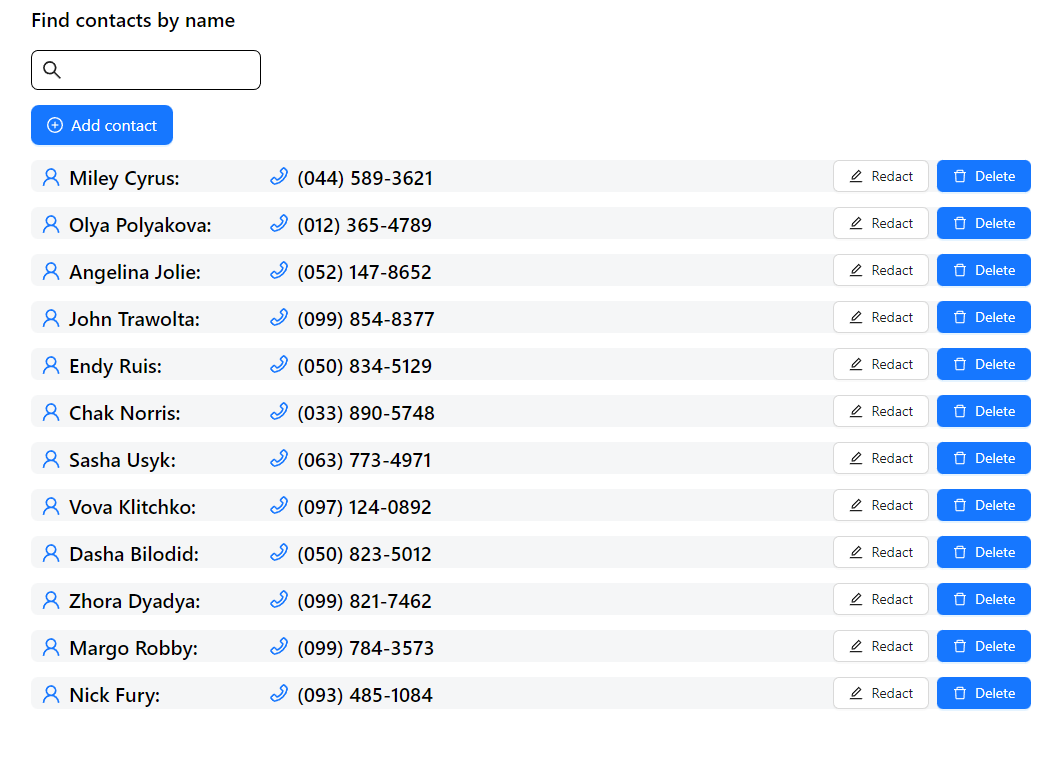 Find contacts by name
Add contact
Miley Cyrus: (044) 589-3621 Redact Delete
Olya Polyakova: (012) 365-4789 Redact Delete
Angelina Jolie: (052) 147-8652 Redact Delete
John Trawolta: (099) 854-8377 Redact Delete
Endy Ruis: (050) 834-5129 Redact Delete
Chak Norris: (033) 890-5748 Redact Delete
Sasha Usyk: (063) 773-4971 Redact Delete
Vova Klitchko: (097) 124-0892 Redact Delete
Dasha Bilodid: (050) 823-5012 Redact Delete
Zhora Dyadya: (099) 821-7462 Redact Delete
Margo Robby: (099) 784-3573 Redact Delete
Nick Fury: (093) 485-1084 Redact Delete